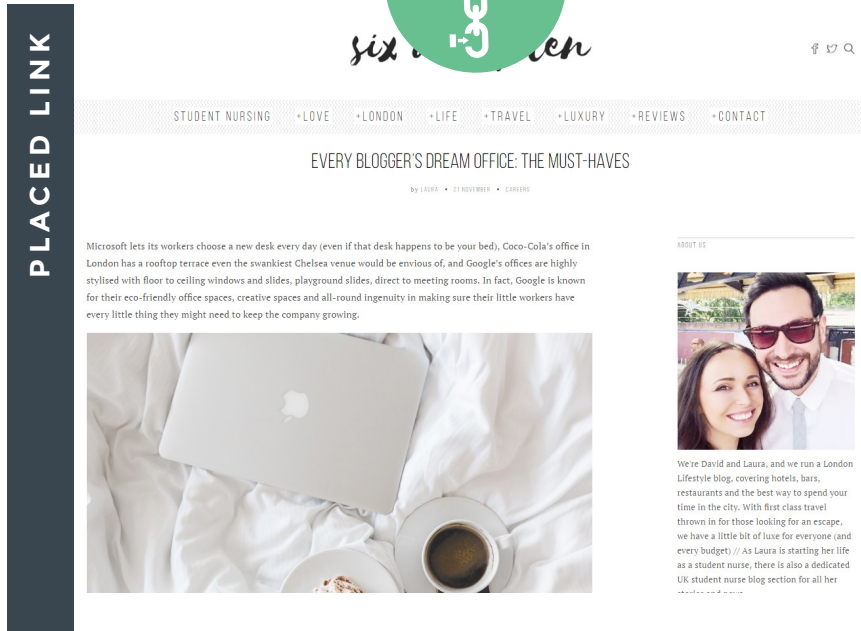 PLACED LINK
six
STUDENT NURSING +LOVE +LONDON +LIFE +TRAVEL +LUXURY +REVIEWS +CONTACT
EVERY BLOGGER'S DREAM OFFICE: THE MUST-HAVES
by LAURA • 21 NOVEMBER • CAREERS
Microsoft lets its workers choose a new desk every day (even if that desk happens to be your bed), Coco-Cola's office in
London has a rooftop terrace even the swankiest Chelsea venue would be envious of, and Google's offices are highly
stylised with floor to ceiling windows and slides, playground slides, direct to meeting rooms. In fact, Google is known
for their eco-friendly office spaces, creative spaces and all-round ingenuity in making sure their little workers have
every little thing they might need to keep the company growing.
ABOUT US
We're David and Laura, and we run a London
Lifestyle blog, covering hotels, bars,
restaurants and the best way to spend your
time in the city. With first class travel
thrown in for those looking for an escape,
we have a little bit of luxe for everyone (and
every budget) // As Laura is starting her life
as a student nurse, there is also a dedicated
UK student nurse blog section for all her